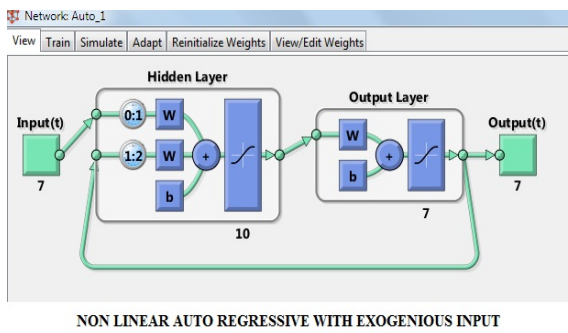 Network: Auto_1
View Train Simulate Adapt Reinitialize Weights View/Edit Weights
Hidden Layer
Output Layer
Input(t)
Output(t)
0:1 W
1:2 W
+
b
W
+
b
7
10
7
7
NON LINEAR AUTO REGRESSIVE WITH EXOGENIOUS INPUT